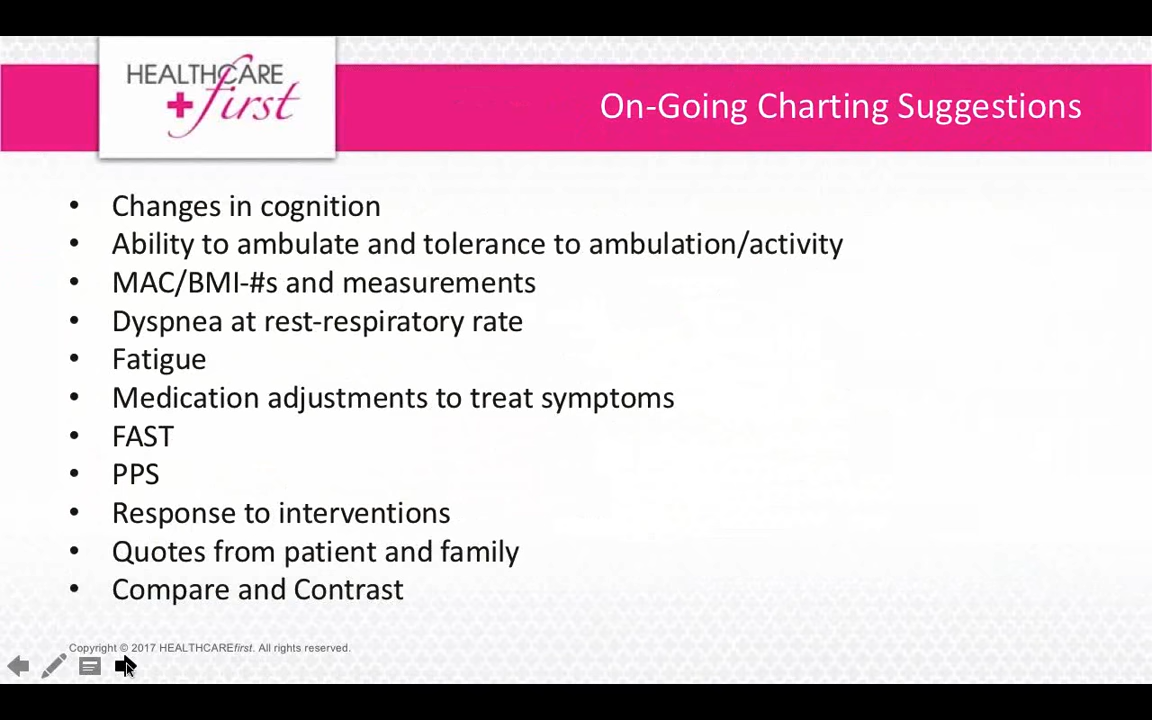 HEALTHCARE
first
On-Going Charting Suggestions
• Changes in cognition
• Ability to ambulate and tolerance to ambulation/activity
• MAC/BMI-#s and measurements
• Dyspnea at rest-respiratory rate
• Fatigue
• Medication adjustments to treat symptoms
• FAST
• PPS
• Response to interventions
• Quotes from patient and family
• Compare and Contrast
Copyright © 2017 HEALTHCAREfirst. All rights reserved.